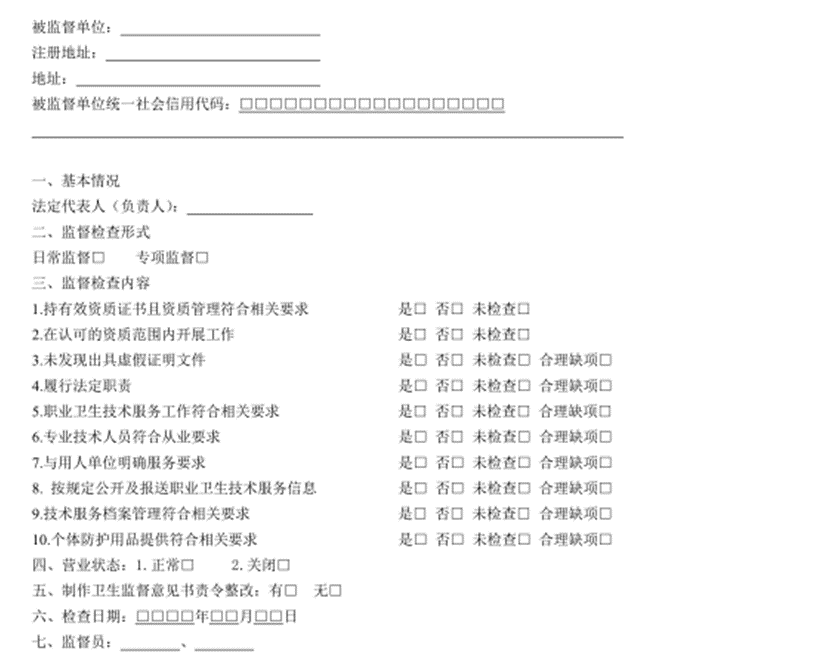 被监督单位：____________________
注册地址：____________________
地址：____________________
被监督单位统一社会信用代码：□□□□□□□□□□□□□□□□□□
一、基本情况
法定代表人（负责人）：____________________
二、监督检查形式
日常监督□ 专项监督□
三、监督检查内容
1.持有效资质证书且资质管理符合相关要求 是□ 否□ 未检查□
2.在认可的资质范围内开展工作 是□ 否□ 未检查□
3.未发现出具虚假证明文件 是□ 否□ 未检查□ 合理缺项□
4.履行法定职责 是□ 否□ 未检查□ 合理缺项□
5.职业卫生技术服务工作符合相关要求 是□ 否□ 未检查□ 合理缺项□
6.专业技术人员符合从业要求 是□ 否□ 未检查□ 合理缺项□
7.与用人单位明确服务要求 是□ 否□ 未检查□ 合理缺项□
8. 按规定公开及报送职业卫生技术服务信息 是□ 否□ 未检查□ 合理缺项□
9.技术服务档案管理符合相关要求 是□ 否□ 未检查□ 合理缺项□
10.个体防护用品提供符合相关要求 是□ 否□ 未检查□ 合理缺项□
四、营业状态：1. 正常□ 2. 关闭□
五、制作卫生监督意见书责令整改：有□ 无□
六、检查日期：□□□□年□□月□□日
七、监督员：________、________